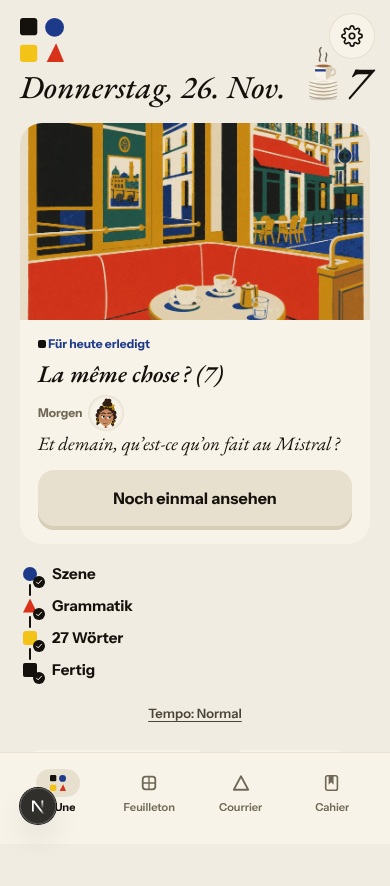 Donnerstag, 26. Nov.
7
Für heute erledigt
La même chose ? (7)
Morgen
Et demain, qu’est-ce qu’on fait au Mistral ?
Noch einmal ansehen
Szene
Grammatik
27 Wörter
Fertig
Tempo: Normal
N
Une
Feuilleton
Courrier
Cahier